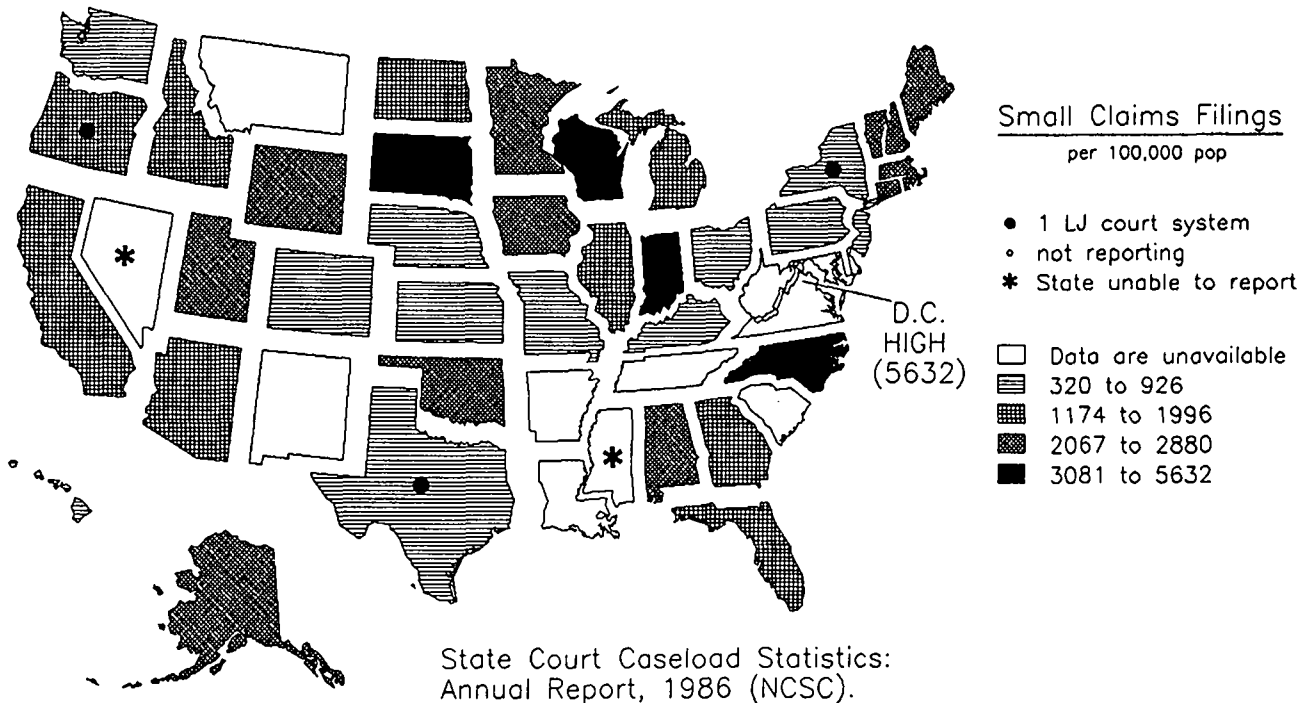 Small Claims Filings
per 100,000 pop
● 1 LJ court system
∘ not reporting
* State unable to report
D.C.
HIGH
(5632)
Data are unavailable
320 to 926
1174 to 1996
2067 to 2880
3081 to 5632
State Court Caseload Statistics:
Annual Report, 1986 (NCSC).